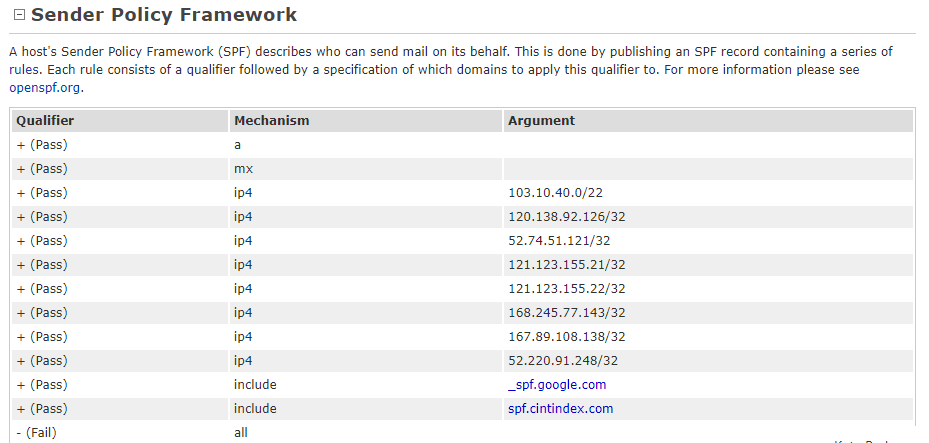 Sender Policy Framework
A host's Sender Policy Framework (SPF) describes who can send mail on its behalf. This is done by publishing an SPF record containing a series of
rules. Each rule consists of a qualifier followed by a specification of which domains to apply this qualifier to. For more information please see
openspf.org.
Qualifier Mechanism Argument
+ (Pass) a
+ (Pass) mx
+ (Pass) ip4 103.10.40.0/22
+ (Pass) ip4 120.138.92.126/32
+ (Pass) ip4 52.74.51.121/32
+ (Pass) ip4 121.123.155.21/32
+ (Pass) ip4 121.123.155.22/32
+ (Pass) ip4 168.245.77.143/32
+ (Pass) ip4 167.89.108.138/32
+ (Pass) ip4 52.220.91.248/32
+ (Pass) include _spf.google.com
+ (Pass) include spf.cintindex.com
- (Fail) all